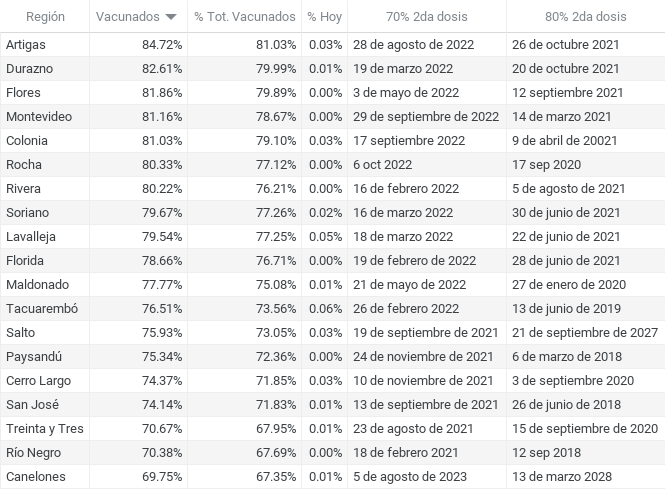 Región Vacunados % Tot. Vacunados % Hoy 70% 2da dosis 80% 2da dosis
Artigas 84.72% 81.03% 0.03% 28 de agosto de 2022 26 de octubre 2021
Durazno 82.61% 79.99% 0.01% 19 de marzo 2022 20 de octubre 2021
Flores 81.86% 79.89% 0.00% 3 de mayo de 2022 12 septiembre 2021
Montevideo 81.16% 78.67% 0.00% 29 de septiembre de 2022 14 de marzo 2021
Colonia 81.03% 79.10% 0.03% 17 septiembre 2022 9 de abril de 20021
Rocha 80.33% 77.12% 0.00% 6 oct 2022 17 sep 2020
Rivera 80.22% 76.21% 0.00% 16 de febrero 2022 5 de agosto de 2021
Soriano 79.67% 77.26% 0.02% 16 de marzo 2022 30 de junio de 2021
Lavalleja 79.54% 77.25% 0.05% 18 de marzo 2022 22 de junio de 2021
Florida 78.66% 76.71% 0.00% 19 de febrero de 2022 28 de junio de 2021
Maldonado 77.77% 75.08% 0.01% 21 de mayo de 2022 27 de enero de 2020
Tacuarembó 76.51% 73.56% 0.06% 26 de febrero 2022 13 de junio de 2019
Salto 75.93% 73.05% 0.03% 19 de septiembre de 2021 21 de septiembre de 2027
Paysandú 75.34% 72.36% 0.00% 24 de noviembre de 2021 6 de marzo de 2018
Cerro Largo 74.37% 71.85% 0.03% 10 de noviembre de 2021 3 de septiembre 2020
San José 74.14% 71.83% 0.01% 13 de septiembre de 2021 26 de junio de 2018
Treinta y Tres 70.67% 67.95% 0.01% 23 de agosto de 2021 15 de septiembre de 2020
Río Negro 70.38% 67.69% 0.00% 18 de febrero 2021 12 sep 2018
Canelones 69.75% 67.35% 0.01% 5 de agosto de 2023 13 de marzo de 2028